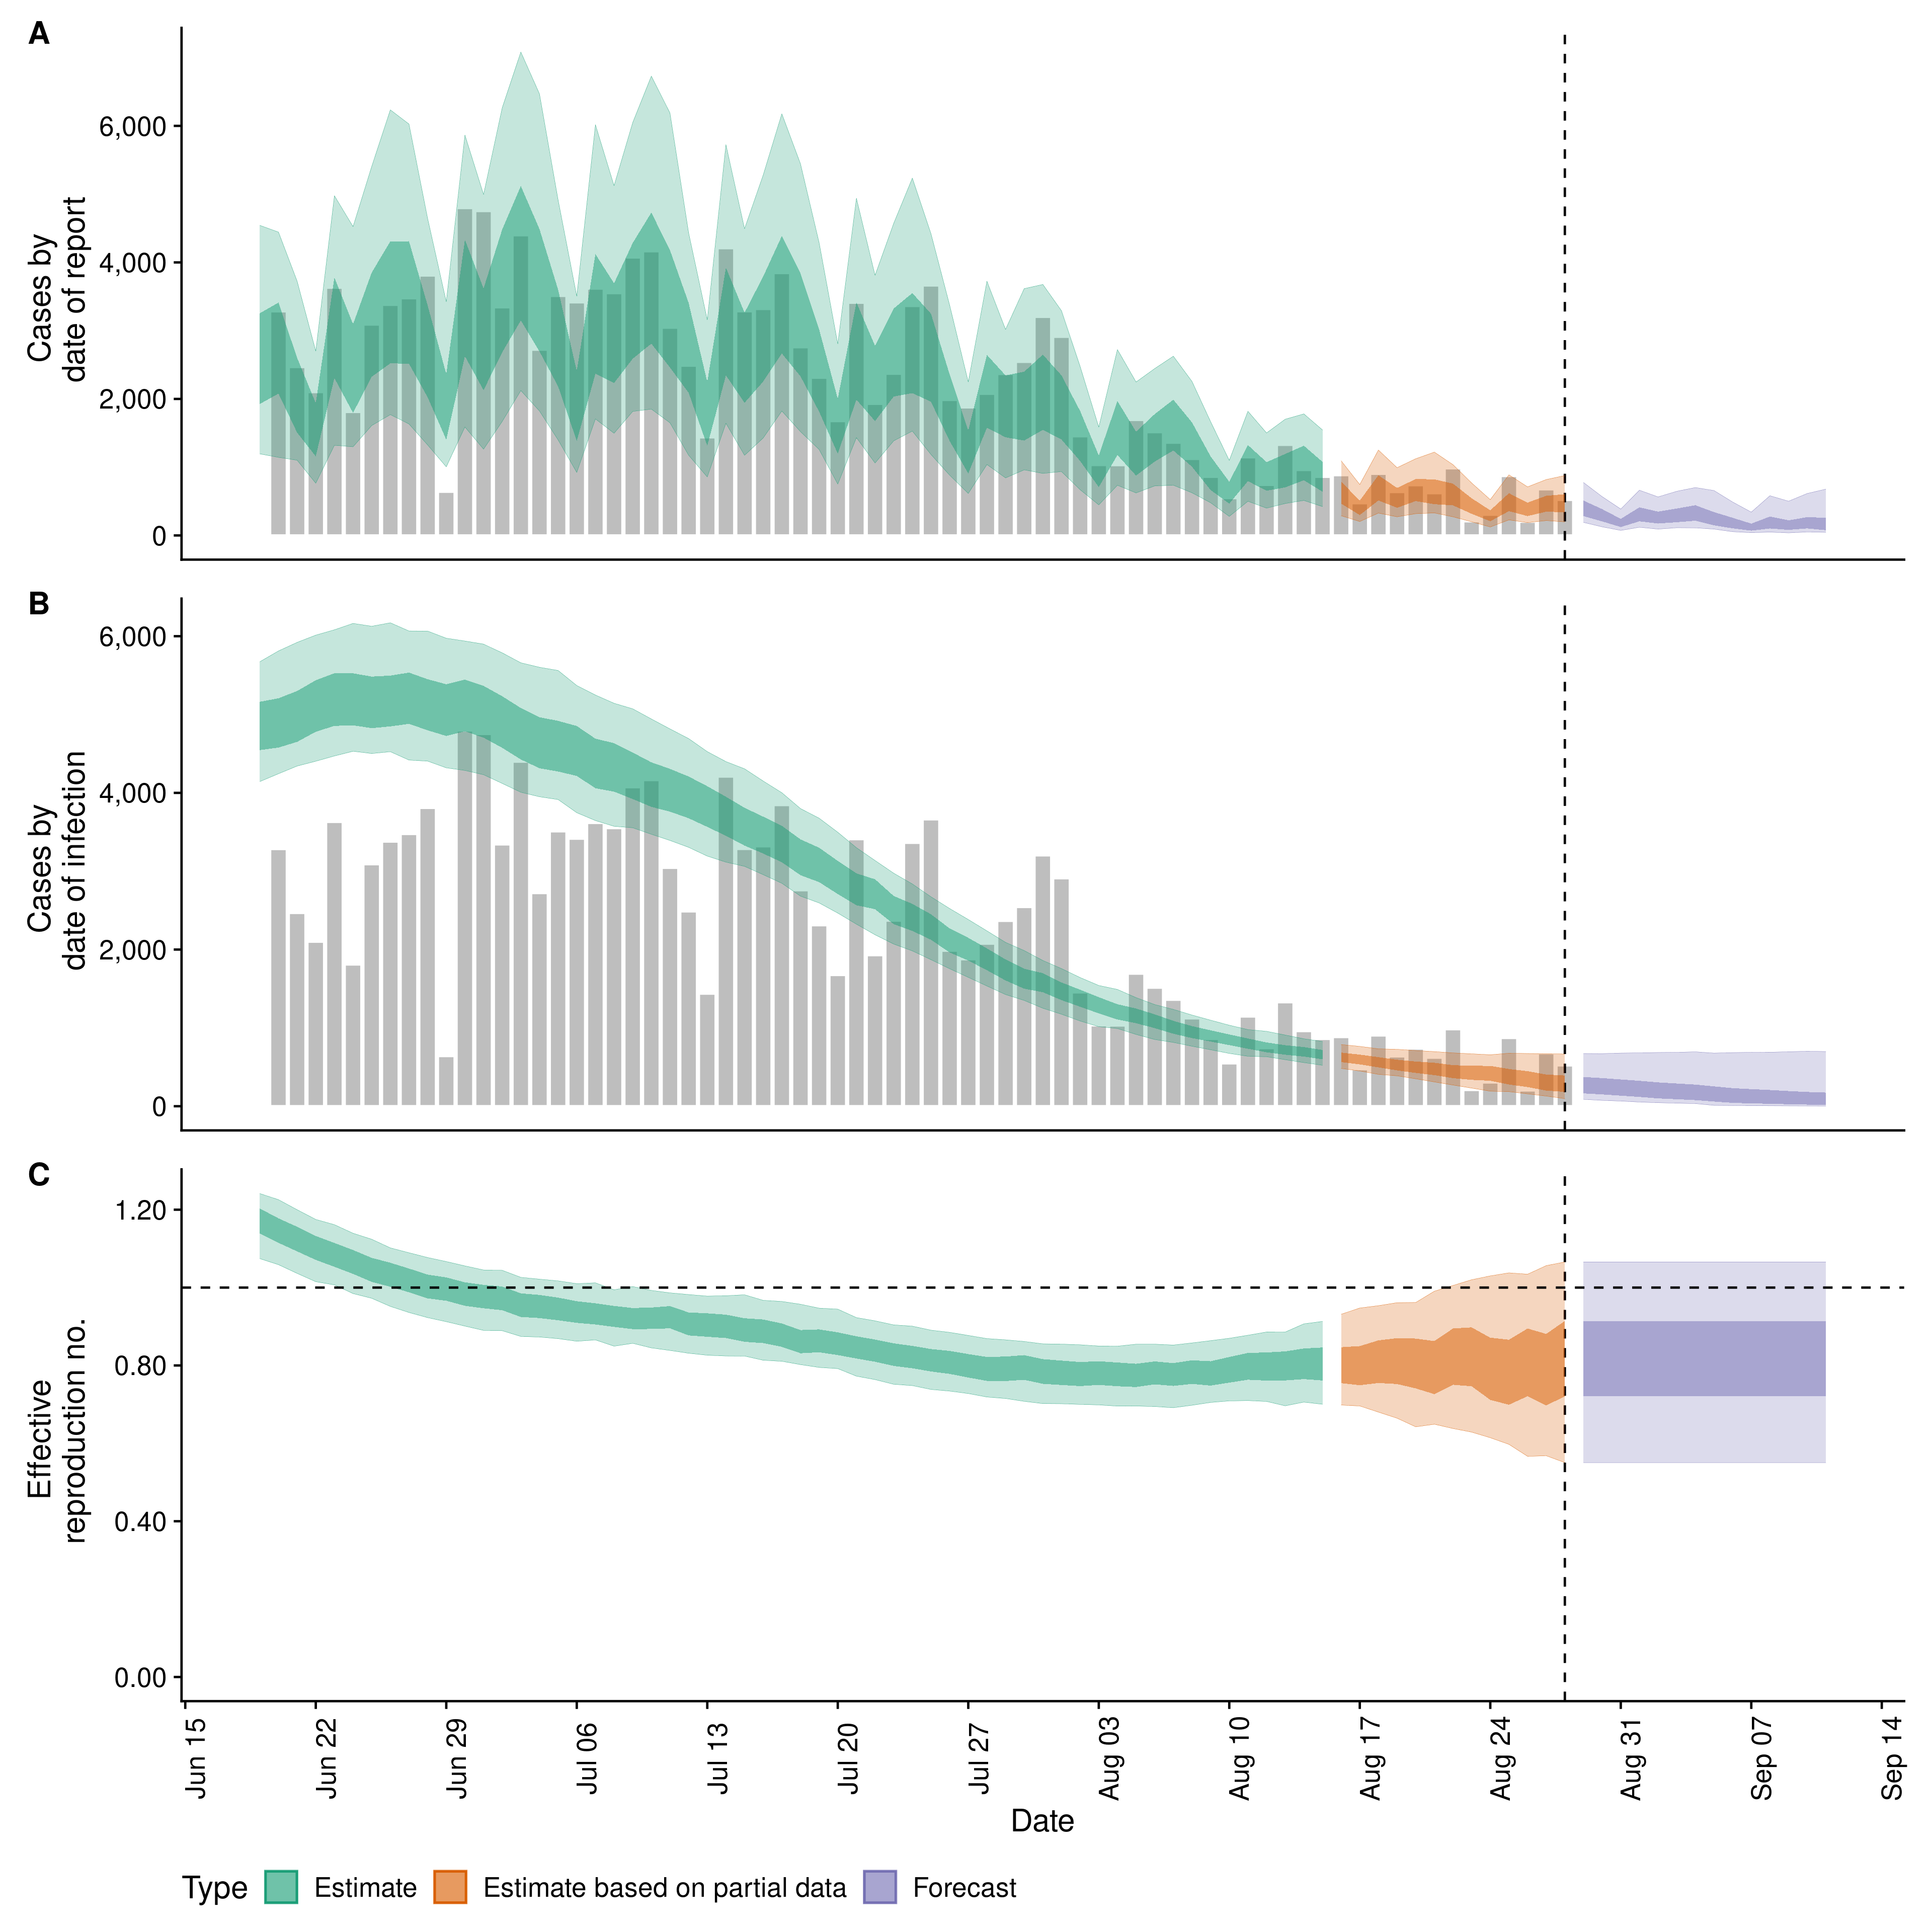 A
Cases by
date of report
6,000
4,000
2,000
0
B
Cases by
date of infection
6,000
4,000
2,000
0
C
Effective
reproduction no.
1.20
0.80
0.40
0.00
Jun 15
Jun 22
Jun 29
Jul 06
Jul 13
Jul 20
Jul 27
Aug 03
Aug 10
Aug 17
Aug 24
Aug 31
Sep 07
Sep 14
Date
Type Estimate Estimate based on partial data Forecast